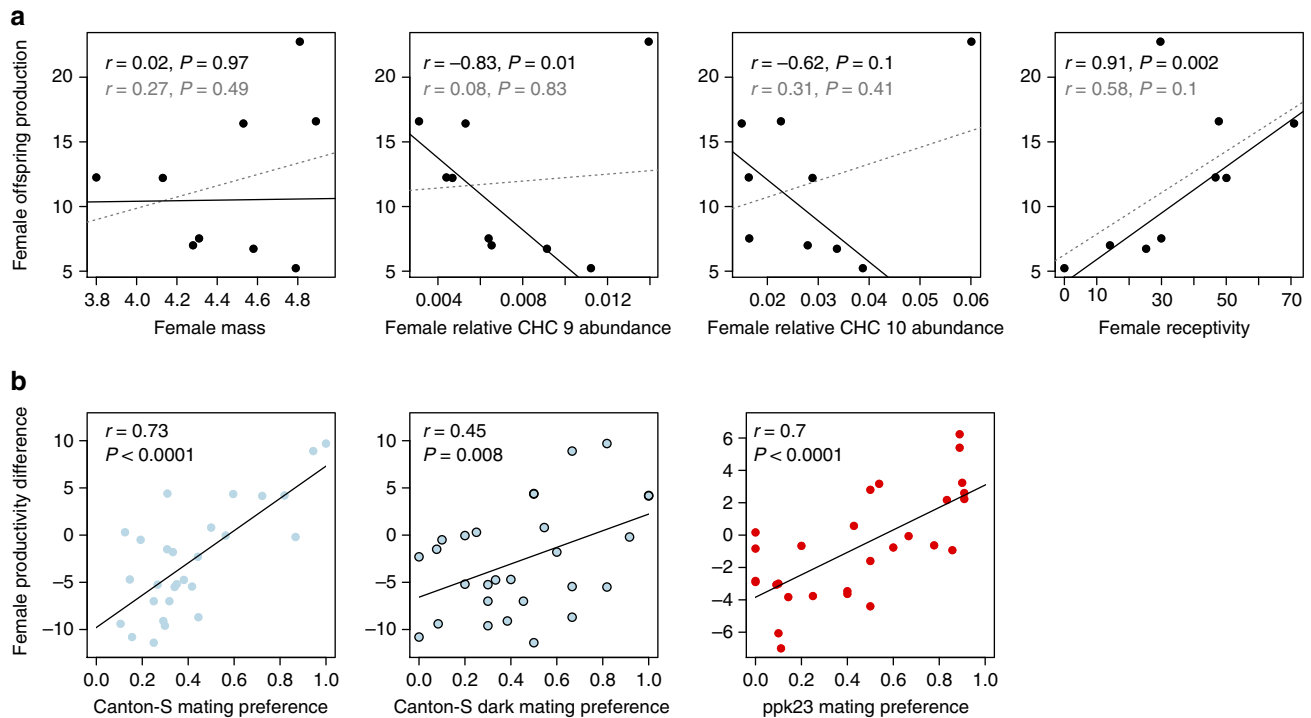 a
Female offspring production
20
15
10
5
r = 0.02, P = 0.97
r = 0.27, P = 0.49
3.8 4.0 4.2 4.4 4.6 4.8
Female mass
20
15
10
5
r = –0.83, P = 0.01
r = 0.08, P = 0.83
0.004 0.008 0.012
Female relative CHC 9 abundance
20
15
10
5
r = –0.62, P = 0.1
r = 0.31, P = 0.41
0.02 0.03 0.04 0.05 0.06
Female relative CHC 10 abundance
20
15
10
5
r = 0.91, P = 0.002
r = 0.58, P = 0.1
0 10 30 50 70
Female receptivity
b
Female productivity difference
10
5
0
–5
–10
r = 0.73
P < 0.0001
0.0 0.2 0.4 0.6 0.8 1.0
Canton-S mating preference
10
5
0
–5
–10
r = 0.45
P = 0.008
0.0 0.2 0.4 0.6 0.8 1.0
Canton-S dark mating preference
6
4
2
0
–2
–4
–6
r = 0.7
P < 0.0001
0.0 0.2 0.4 0.6 0.8 1.0
ppk23 mating preference